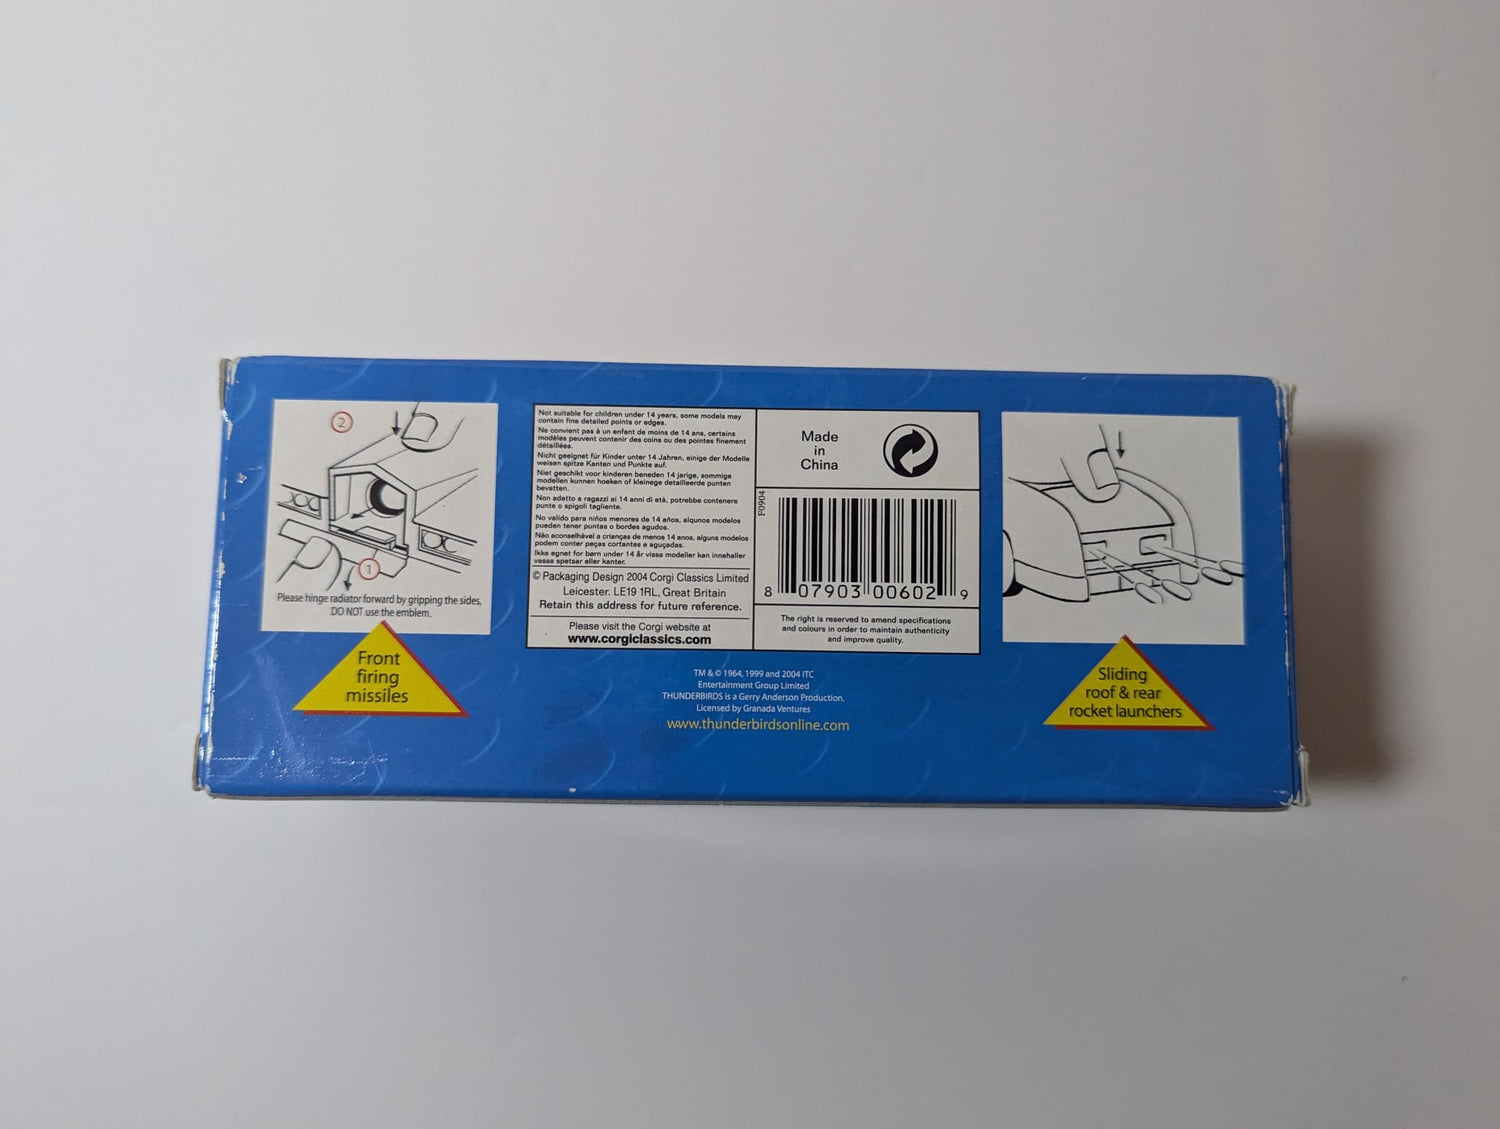 2
1
Please hinge radiator forward by gripping the sides,
DO NOT use the emblem.
Front
firing
missiles
Not suitable for children under 14 years, some models may
contain fine detailed points or edges.
Ne convient pas à un enfant de moins de 14 ans, certains
modèles peuvent contenir des coins ou des pointes finement
détaillées.
Nicht geeignet für Kinder unter 14 Jahren, einige der Modelle
weisen spitze Kanten und Punkte auf.
Niet geschikt voor kinderen beneden 14 jarige, sommige
modellen kunnen hoeken of kleinege detailleerde punten
bevatten.
Non adatto a ragazzi ai 14 anni di età, potrebbe contenere
punte o spigoli tagliente.
No valido para niños menores de 14 años, algunos modelos
pueden tener puntas o bordes agudos.
Não aconselhável a crianças de menos 14 anos, alguns modelos
podem conter peças cortantes e aguçadas.
Ikke egnet for børn under 14 år visse modeller kan inneholler
vasse spetsar eller kanter.
© Packaging Design 2004 Corgi Classics Limited
Leicester. LE19 1RL, Great Britain
Retain this address for future reference.
Please visit the Corgi website at
www.corgiclassics.com
Made
in
China
F0904
8 07903 00602 9
The right is reserved to amend specifications
and colours in order to maintain authenticity
and improve quality.
TM & © 1964, 1999 and 2004 ITC
Entertainment Group Limited
THUNDERBIRDS is a Gerry Anderson Production.
Licensed by Granada Ventures
www.thunderbirdsonline.com
Sliding
roof & rear
rocket launchers